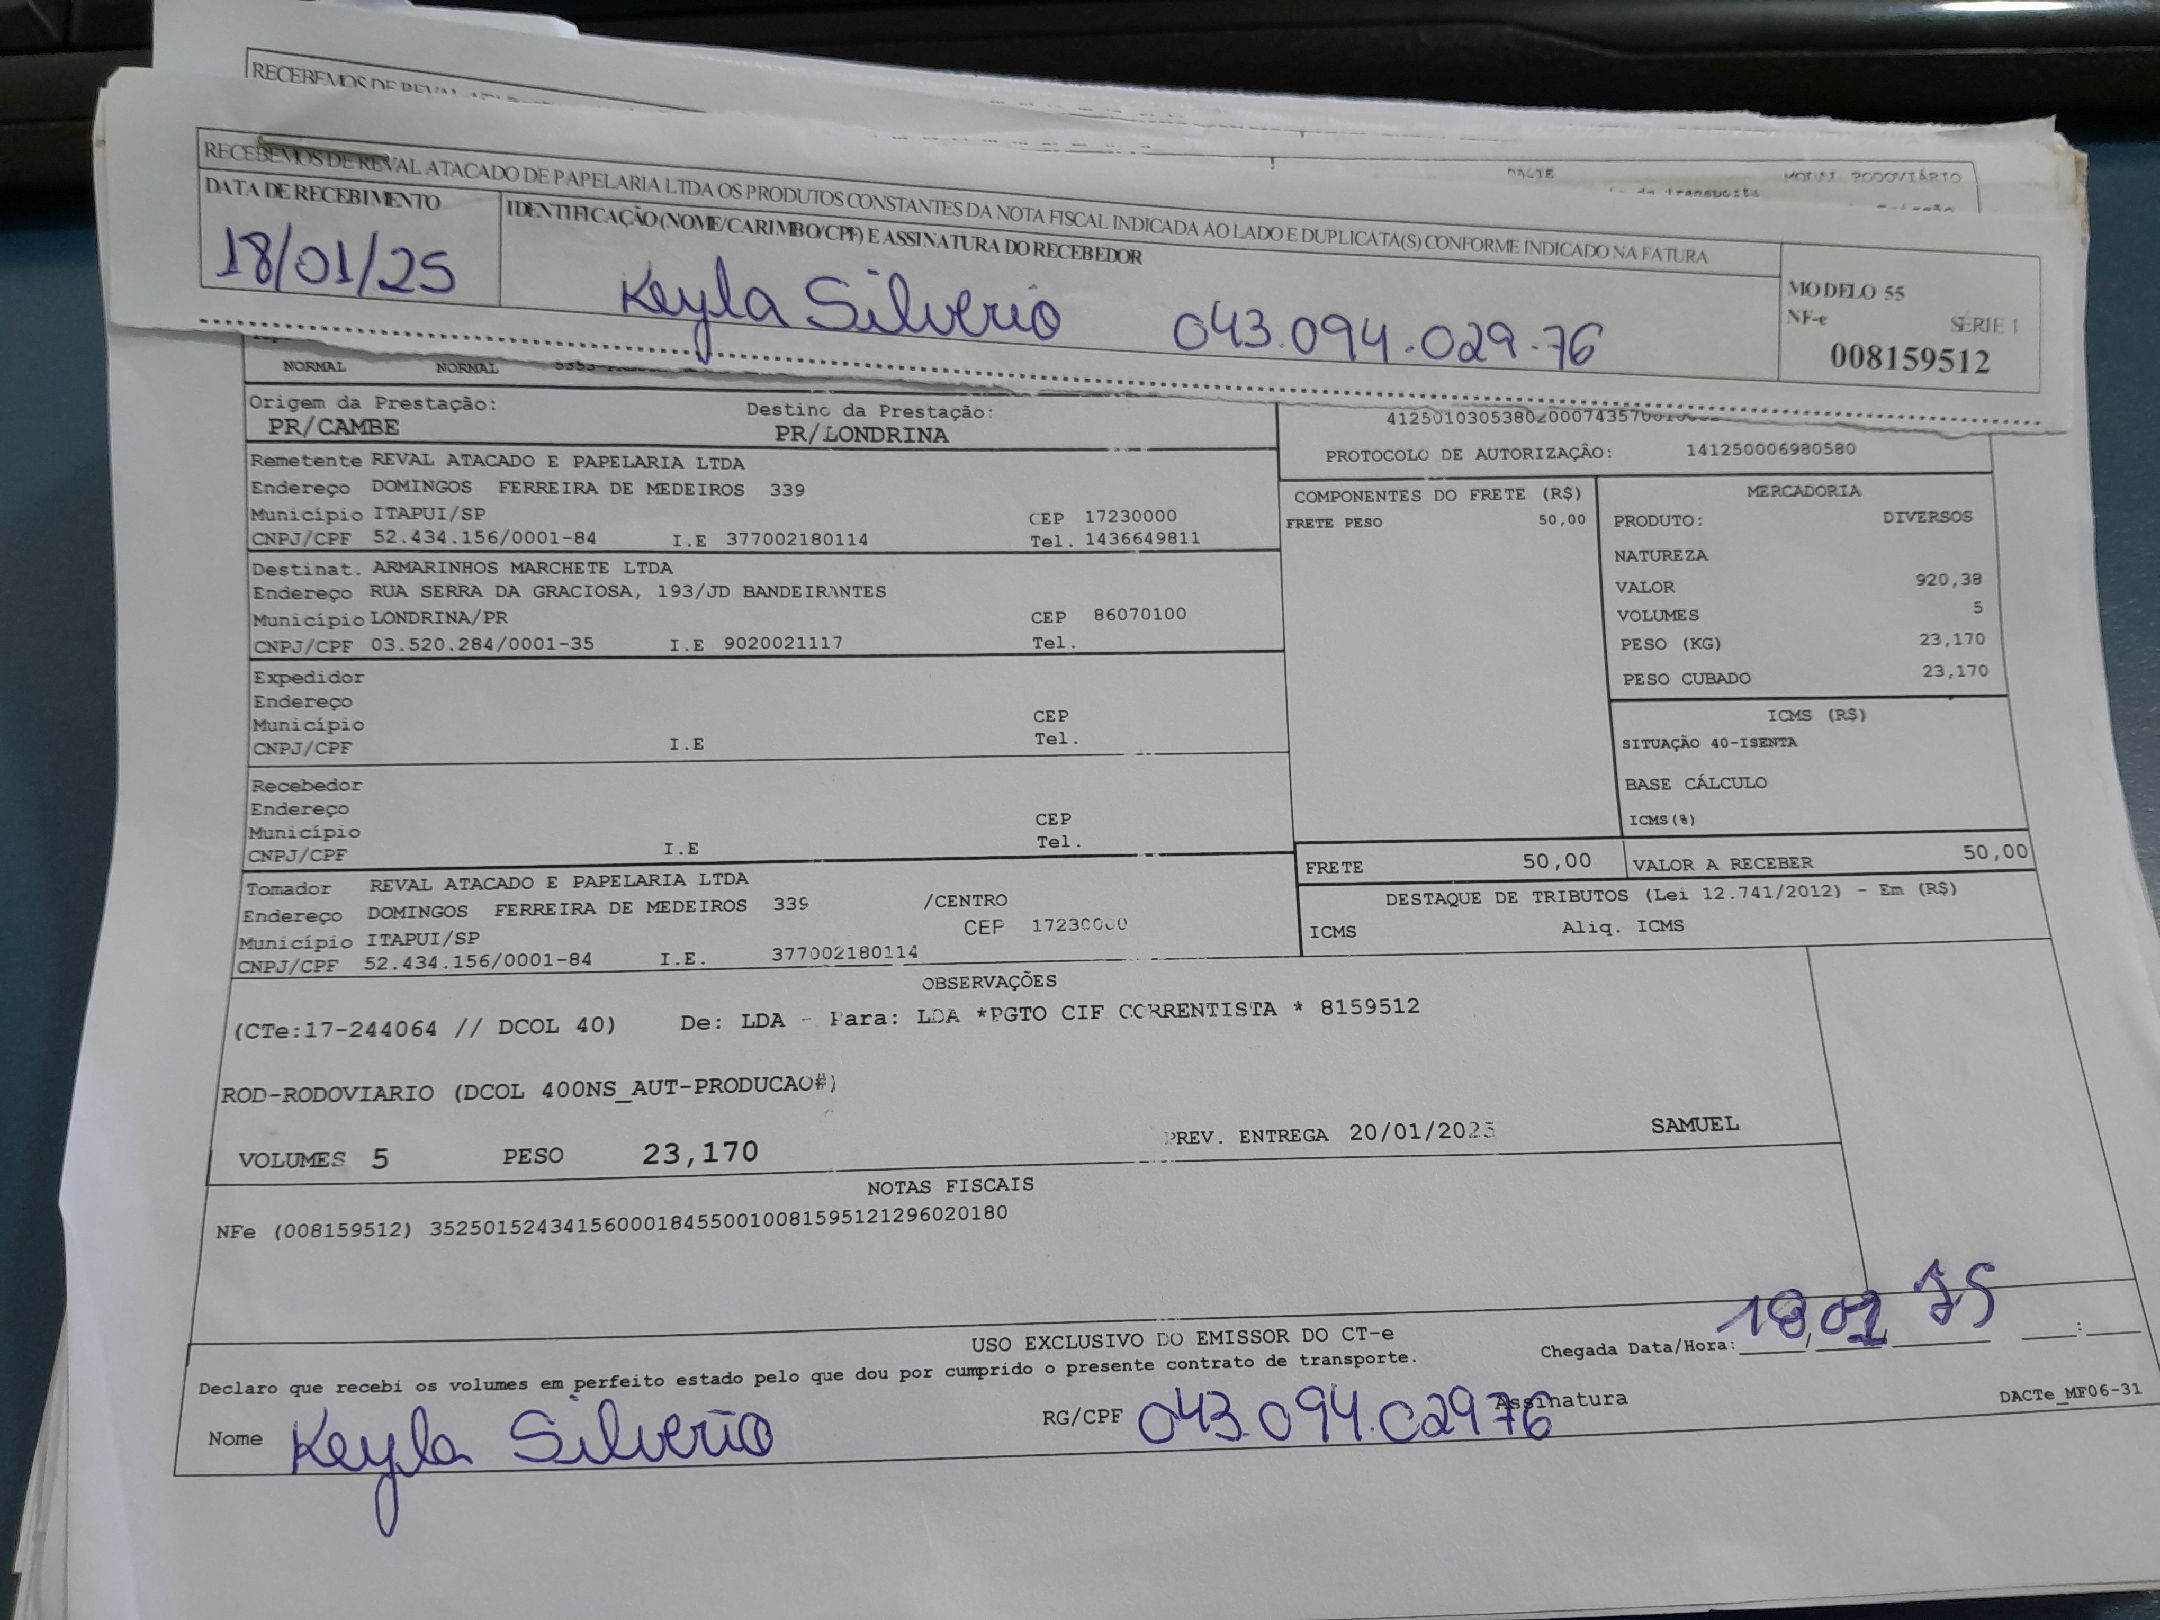 RECEBEMOS DE REVAL
DACTE
MODAL RODOVIÁRIO
RECEBEMOS DE REVAL ATACADO DE PAPELARIA LTDA OS PRODUTOS CONSTANTES DA NOTA FISCAL INDICADA AO LADO E DUPLICATA(S) CONFORME INDICADO NA FATURA
DATA DE RECEBIMENTO
IDENTIFICAÇÃO (NOME/CARIMBO/CPF) E ASSINATURA DO RECEBEDOR
18/01/25
Keyla Silverio 043.094.029-76
MODELO 55
NF-e SÉRIE 1
008159512
NORMAL NORMAL
Origem da Prestação: Destino da Prestação:
PR/CAMBE PR/LONDRINA
PROTOCOLO DE AUTORIZAÇÃO: 141250006980580
Remetente REVAL ATACADO E PAPELARIA LTDA
Endereço DOMINGOS FERREIRA DE MEDEIROS 339
Município ITAPUI/SP CEP 17230000
CNPJ/CPF 52.434.156/0001-84 I.E 377002180114 Tel. 1436649811
Destinat. ARMARINHOS MARCHETE LTDA
Endereço RUA SERRA DA GRACIOSA, 193/JD BANDEIRANTES
Município LONDRINA/PR CEP 86070100
CNPJ/CPF 03.520.284/0001-35 I.E 9020021117 Tel.
Expedidor
Endereço
Município CEP
CNPJ/CPF I.E Tel.
Recebedor
Endereço
Município CEP
CNPJ/CPF I.E Tel.
Tomador REVAL ATACADO E PAPELARIA LTDA
Endereço DOMINGOS FERREIRA DE MEDEIROS 339 /CENTRO
Município ITAPUI/SP CEP 17230000
CNPJ/CPF 52.434.156/0001-84 I.E. 377002180114
COMPONENTES DO FRETE (R$)
FRETE PESO 50,00
MERCADORIA
PRODUTO: DIVERSOS
NATUREZA
VALOR 920,38
VOLUMES 5
PESO (KG) 23,170
PESO CUBADO 23,170
ICMS (R$)
SITUAÇÃO 40-ISENTA
BASE CÁLCULO
ICMS(%)
FRETE 50,00 VALOR A RECEBER 50,00
DESTAQUE DE TRIBUTOS (Lei 12.741/2012) - Em (R$)
ICMS Aliq. ICMS
OBSERVAÇÕES
(CTe:17-244064 // DCOL 40) De: LDA - Para: LDA *PGTO CIF CORRENTISTA * 8159512
ROD-RODOVIARIO (DCOL 400NS_AUT-PRODUCAO#)
VOLUMES 5 PESO 23,170 PREV. ENTREGA 20/01/2025 SAMUEL
NOTAS FISCAIS
NFe (008159512) 35250152434156000184550010081595121296020180
USO EXCLUSIVO DO EMISSOR DO CT-e
Declaro que recebi os volumes em perfeito estado pelo que dou por cumprido o presente contrato de transporte.
Chegada Data/Hora: 18/01 25 :
Nome Keyla Silverio RG/CPF 043.094.02976 Assinatura
DACTe_MF06-31